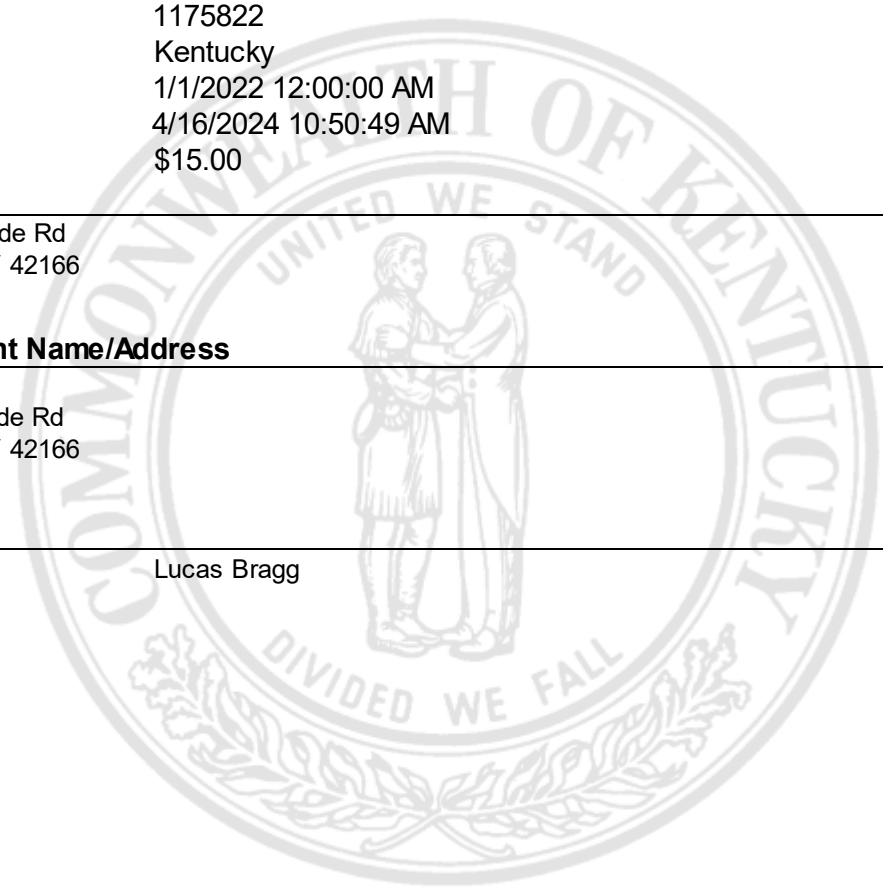 1175822
Kentucky
1/1/2022 12:00:00 AM
4/16/2024 10:50:49 AM
$15.00
de Rd
42166
nt Name/Address
de Rd
42166
Lucas Bragg
COMMONWEALTH OF KENTUCKY
UNITED WE STAND
DIVIDED WE FALL